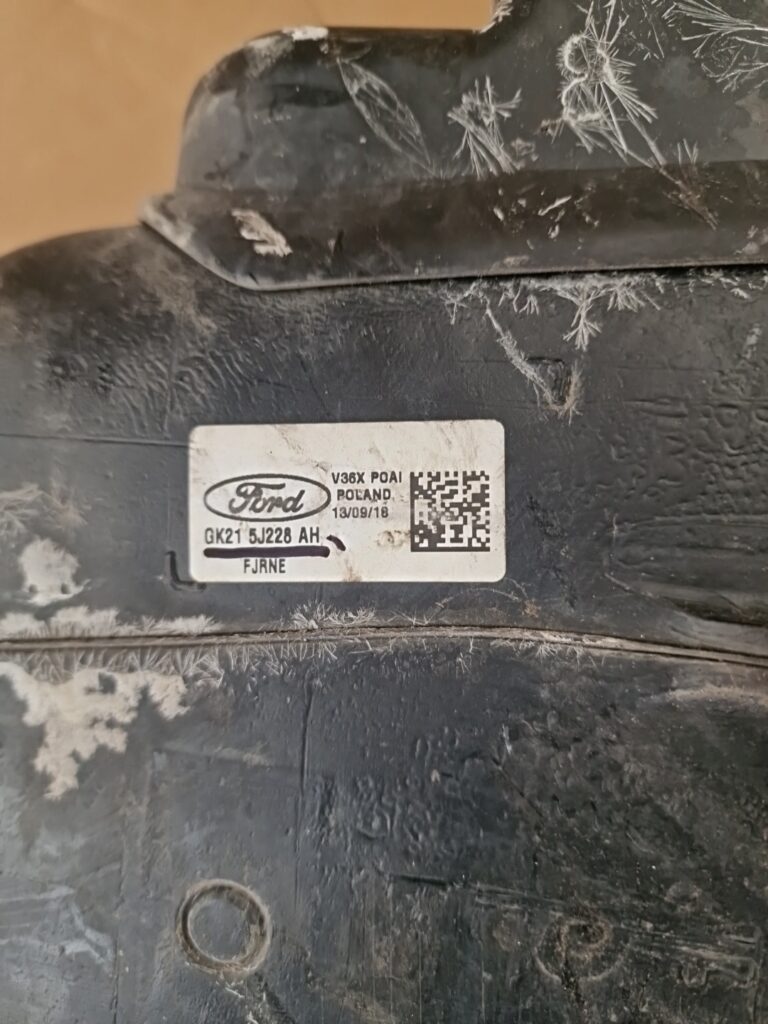 Ford
V36X POAI
POLAND
13/09/18
GK21 5J228 AH
FJRNE